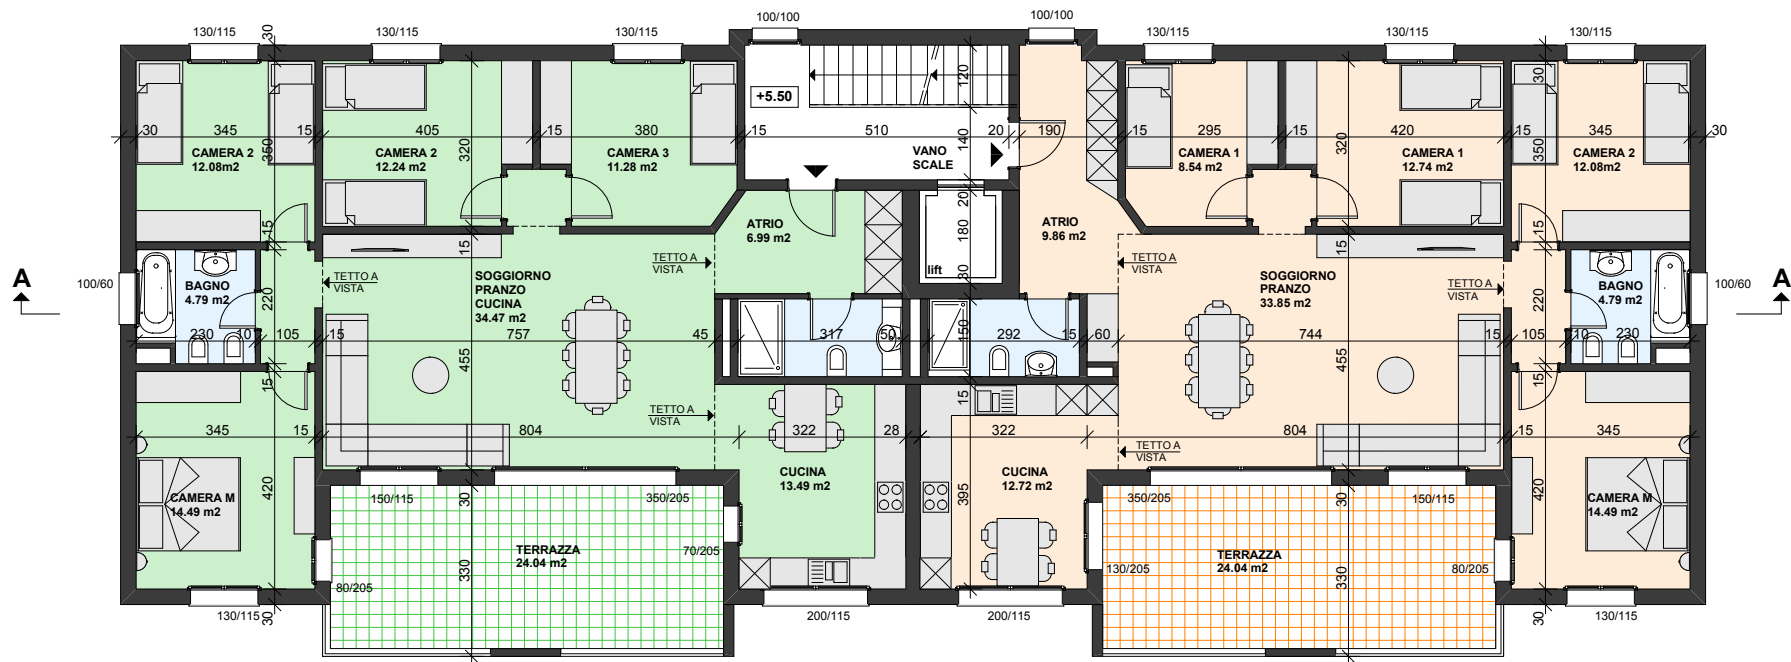 100/100
100/100
130/115
130/115
130/115
130/115
130/115
130/115
30
30
120
30
+5.50
30
345
15
405
15
380
15
510
20
190
15
295
15
420
15
345
30
350
320
140
320
350
CAMERA 2
12.08m2
CAMERA 2
12.24 m2
CAMERA 3
11.28 m2
VANO
SCALE
CAMERA 1
8.54 m2
CAMERA 1
12.74 m2
CAMERA 2
12.08m2
20
15
15
15
15
180
30
ATRIO
6.99 m2
ATRIO
9.86 m2
lift
TETTO A
VISTA
TETTO A
VISTA
TETTO A
VISTA
TETTO A
VISTA
SOGGIORNO
PRANZO
CUCINA
34.47 m2
SOGGIORNO
PRANZO
33.85 m2
A
A
100/60
100/60
BAGNO
4.79 m2
BAGNO
4.79 m2
220
220
230
10
105
15
757
45
317
50
292
15
60
744
15
105
10
230
150
455
455
15
15
15
TETTO A
VISTA
TETTO A
VISTA
345
15
804
322
28
322
804
15
345
CUCINA
13.49 m2
CUCINA
12.72 m2
395
420
420
CAMERA M
14.49 m2
CAMERA M
14.49 m2
150/115
30
350/205
350/205
30
150/115
70/205
TERRAZZA
24.04 m2
TERRAZZA
24.04 m2
330
330
80/205
130/205
80/205
130/115
30
200/115
200/115
30
130/115